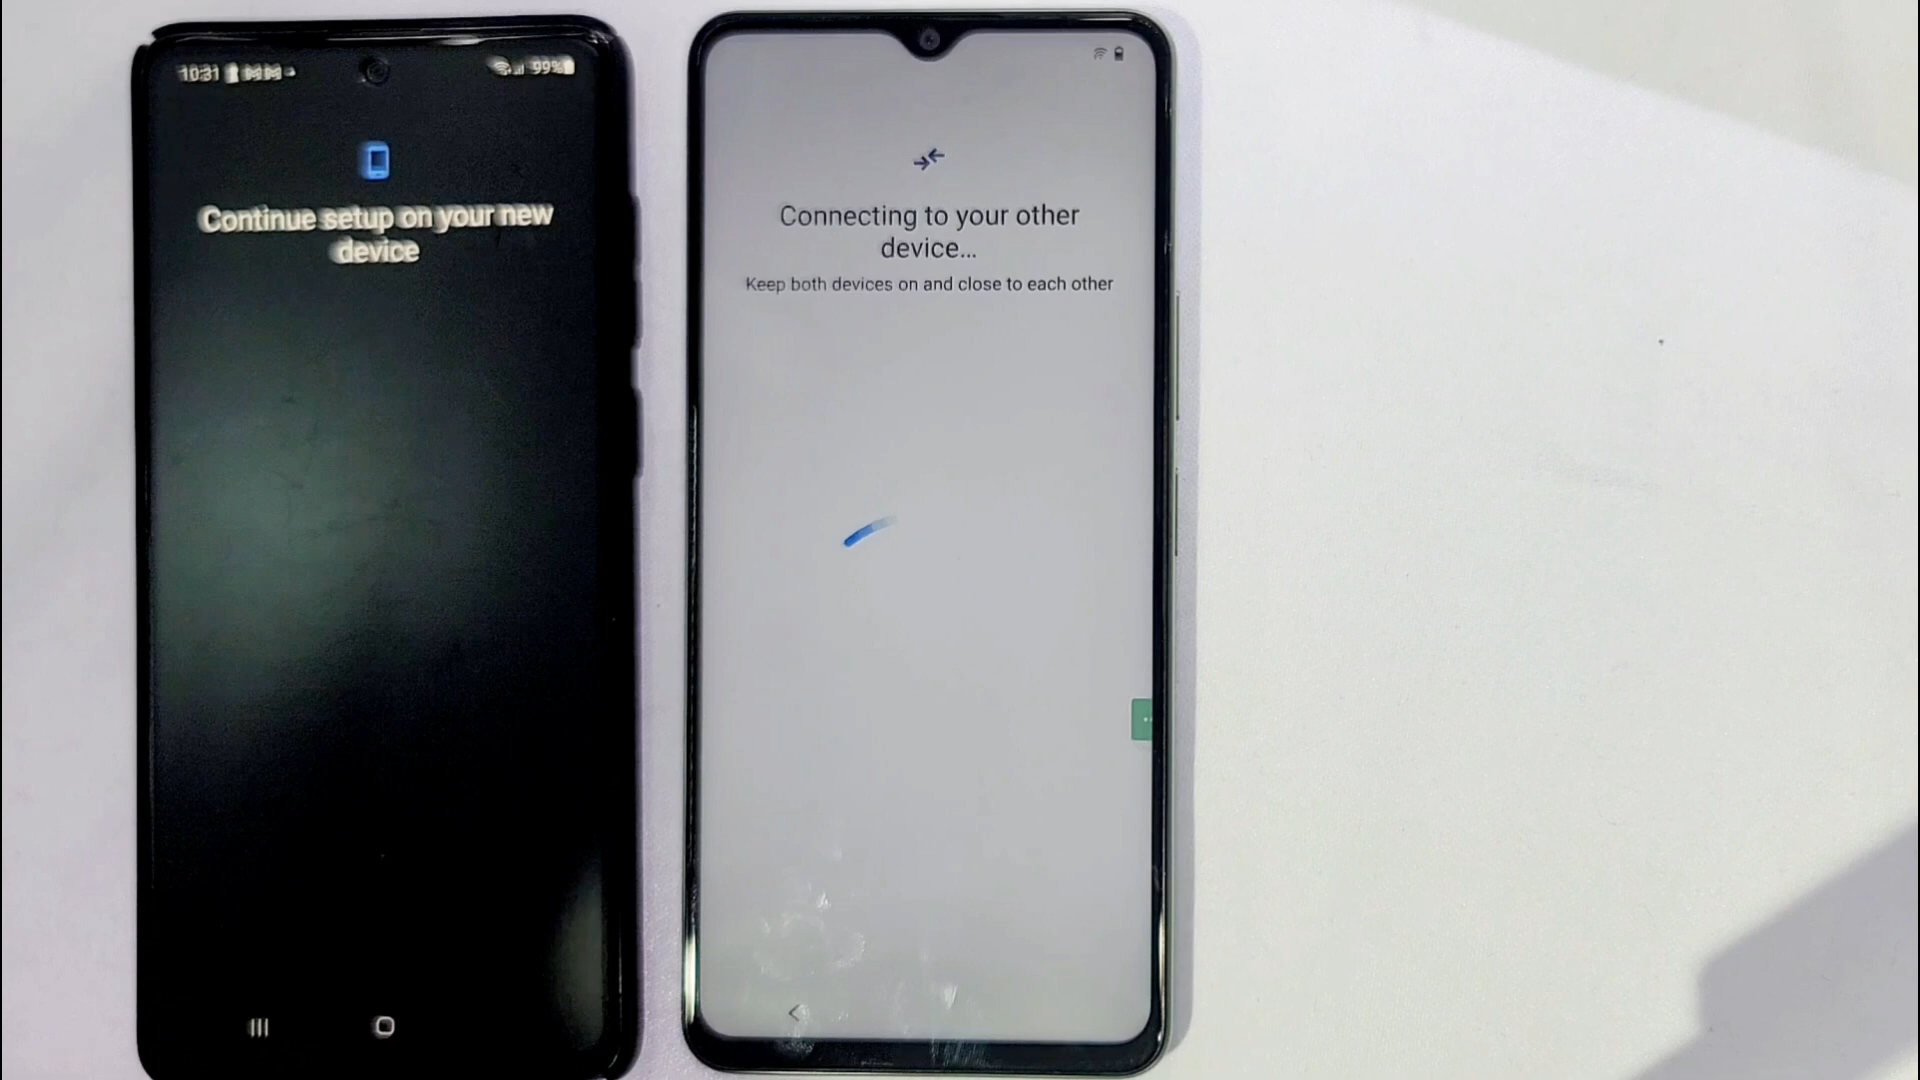 10:31
99%
Continue setup on your new
device
Connecting to your other
device...
Keep both devices on and close to each other